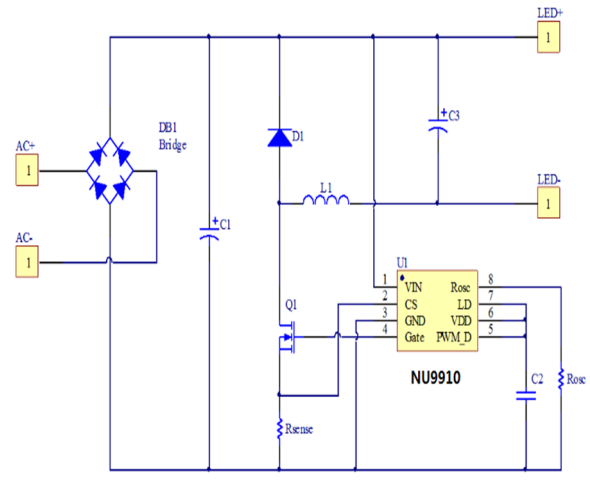 LED+
1
DB1
Bridge
C3
D1
AC+
1
L1
LED-
1
C1
AC-
1
U1
1 VIN Rosc 8
2 CS LD 7
3 GND VDD 6
4 Gate PWM_D 5
Q1
NU9910
C2
Rosc
Rsense